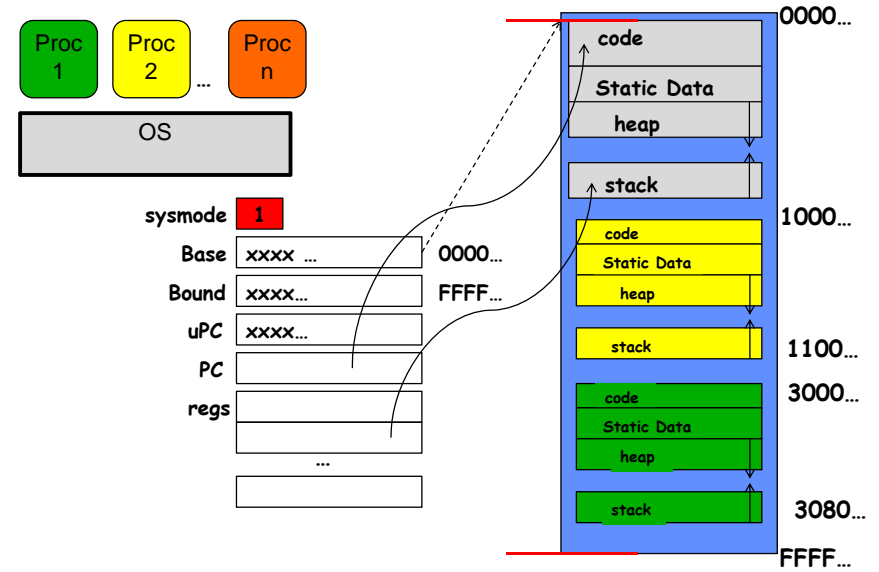 Proc
1
Proc
2
...
Proc
n
OS
sysmode 1
Base xxxx ... 0000...
Bound xxxx... FFFF...
uPC xxxx...
PC
regs
...
0000...
code
Static Data
heap
stack
1000...
code
Static Data
heap
stack
1100...
3000...
code
Static Data
heap
stack
3080...
FFFF...